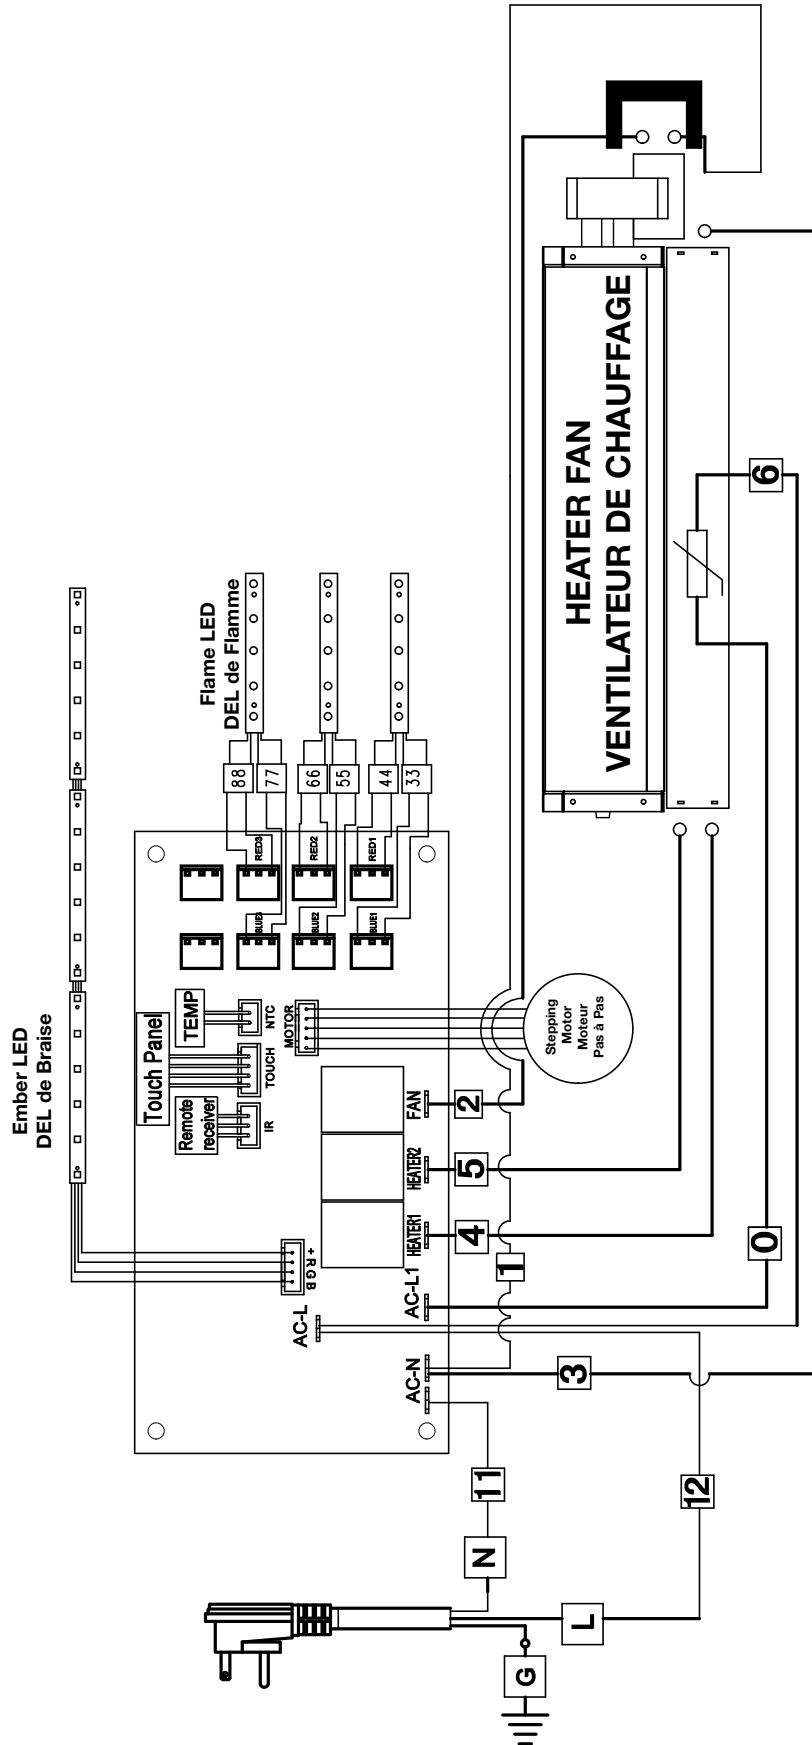 Ember LED
DEL de Braise
Flame LED
DEL de Flamme
88
77
66
55
44
33
RED3
RED2
RED1
BLUE3
BLUE2
BLUE1
Touch Panel
TEMP
NTC
TOUCH
Remote
receiver
IR
MOTOR
Stepping
Motor
Moteur
Pas à Pas
HEATER FAN
VENTILATEUR DE CHAUFFAGE
FAN
HEATER2
HEATER1
+ R G B
AC-L
AC-L1
AC-N
2
5
4
1
0
6
3
11
12
N
L
G